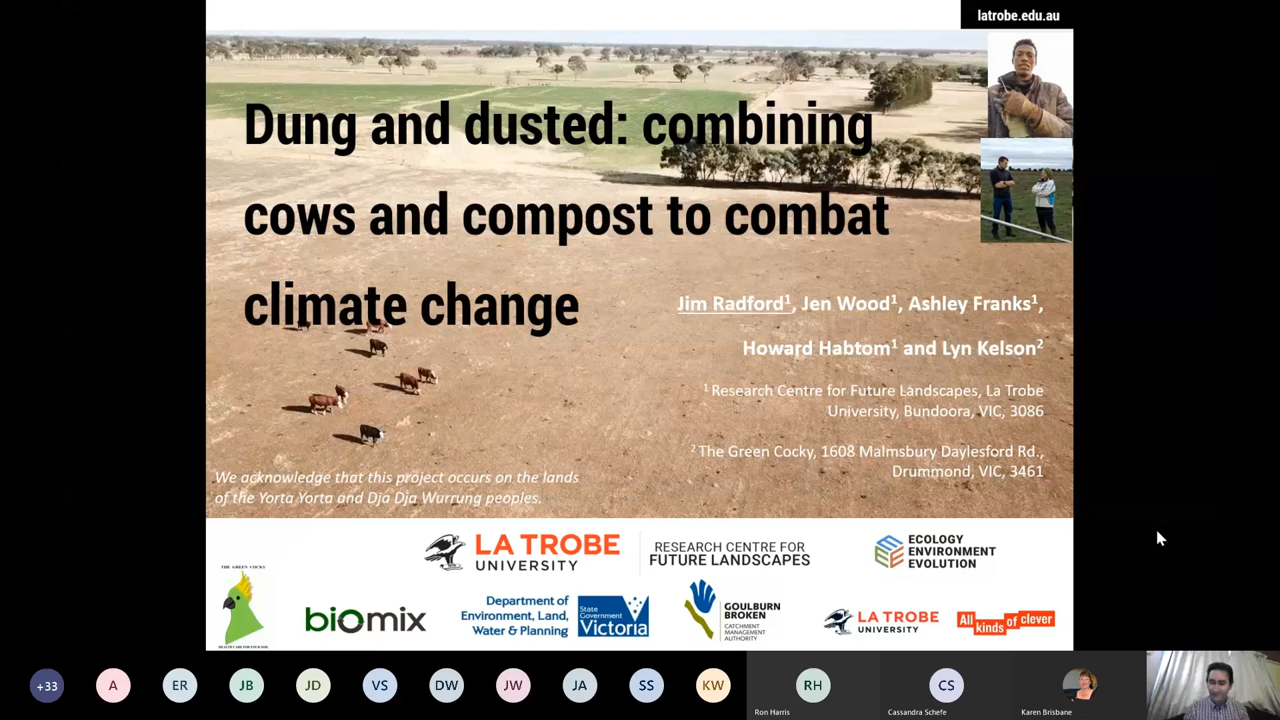 latrobe.edu.au
Dung and dusted: combining
cows and compost to combat
climate change
Jim Radford1, Jen Wood1, Ashley Franks1,
Howard Habtom1 and Lyn Kelson2
1 Research Centre for Future Landscapes, La Trobe
University, Bundoora, VIC, 3086
2 The Green Cocky, 1608 Malmsbury Daylesford Rd.,
Drummond, VIC, 3461
We acknowledge that this project occurs on the lands
of the Yorta Yorta and Dja Dja Wurrung peoples.
LA TROBE
UNIVERSITY
RESEARCH CENTRE FOR
FUTURE LANDSCAPES
ECOLOGY
ENVIRONMENT
EVOLUTION
THE GREEN COCKY
HEALTH CARE FOR YOUR SOIL
biomix
Department of
Environment, Land,
Water & Planning
State
Government
Victoria
GOULBURN
BROKEN
CATCHMENT
MANAGEMENT
AUTHORITY
LA TROBE
UNIVERSITY
All kinds of clever
+33
A
ER
JB
JD
VS
DW
JW
JA
SS
KW
RH
Ron Harris
CS
Cassandra Schefe
Karen Brisbane